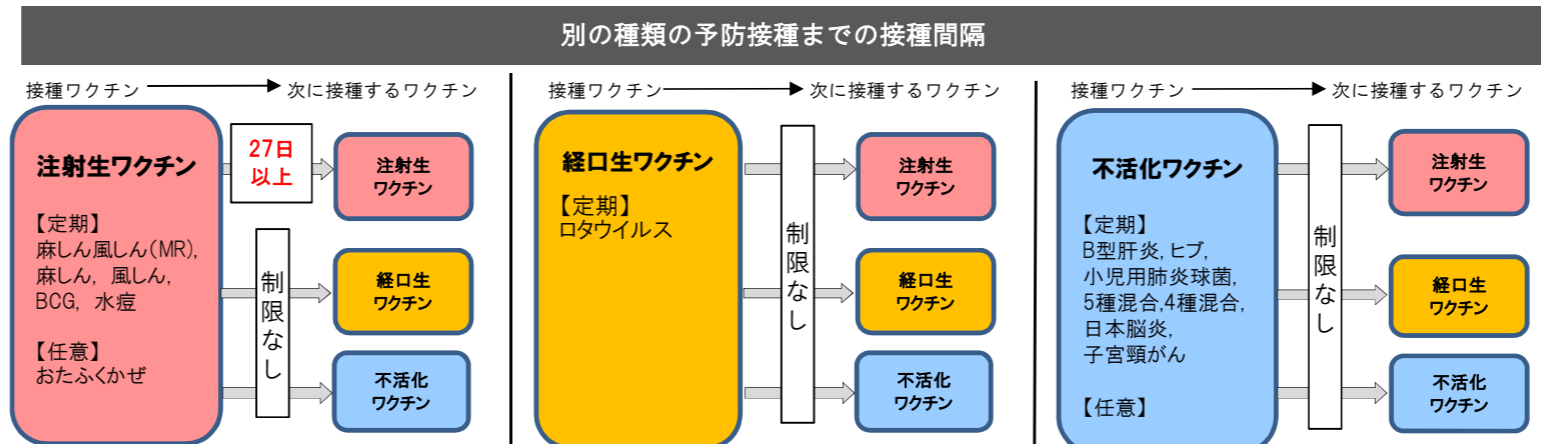 別の種類の予防接種までの接種間隔
接種ワクチン 次に接種するワクチン
注射生ワクチン
【定期】
麻しん風しん(MR),
麻しん, 風しん,
BCG, 水痘
【任意】
おたふくかぜ
27日
以上
制限なし
注射生
ワクチン
経口生
ワクチン
不活化
ワクチン
接種ワクチン 次に接種するワクチン
経口生ワクチン
【定期】
ロタウイルス
制限なし
注射生
ワクチン
経口生
ワクチン
不活化
ワクチン
接種ワクチン 次に接種するワクチン
不活化ワクチン
【定期】
B型肝炎, ヒブ,
小児用肺炎球菌,
5種混合,4種混合,
日本脳炎,
子宮頸がん
【任意】
制限なし
注射生
ワクチン
経口生
ワクチン
不活化
ワクチン